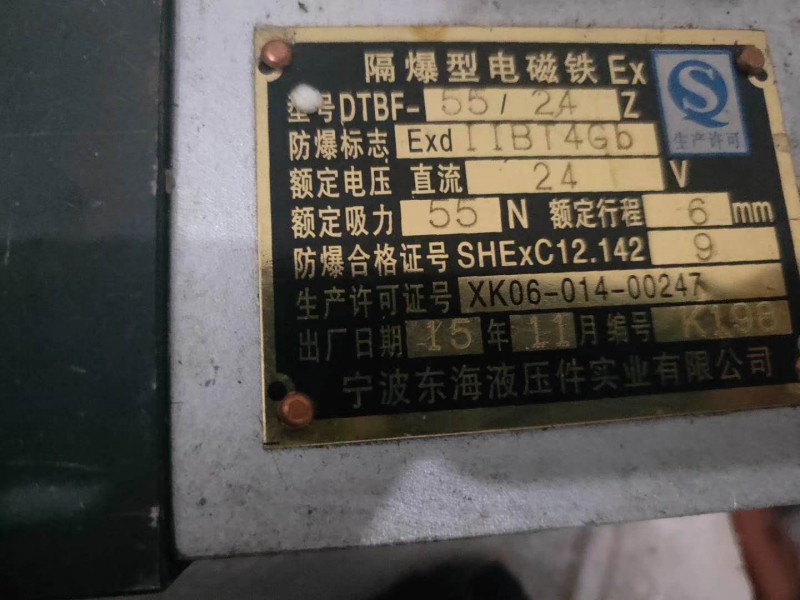 隔爆型电磁铁 Ex
型号 DTBF- 55/24 Z
生产许可
防爆标志 Exd IIBT4Gb
额定电压 直流 24 V
额定吸力 55 N 额定行程 6 mm
防爆合格证号 SHExC12.142 9
生产许可证号 XK06-014-00247
出厂日期 15 年 11 月 编号 K198
宁波东海液压件实业有限公司